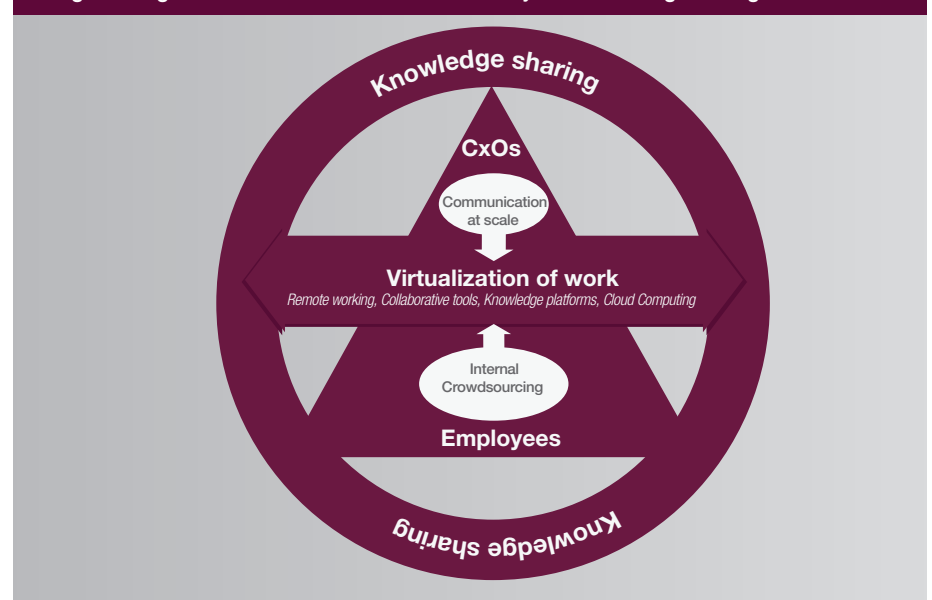 Knowledge sharing
CxOs
Communication
at scale
Virtualization of work
Remote working, Collaborative tools, Knowledge platforms, Cloud Computing
Internal
Crowdsourcing
Employees
Knowledge sharing